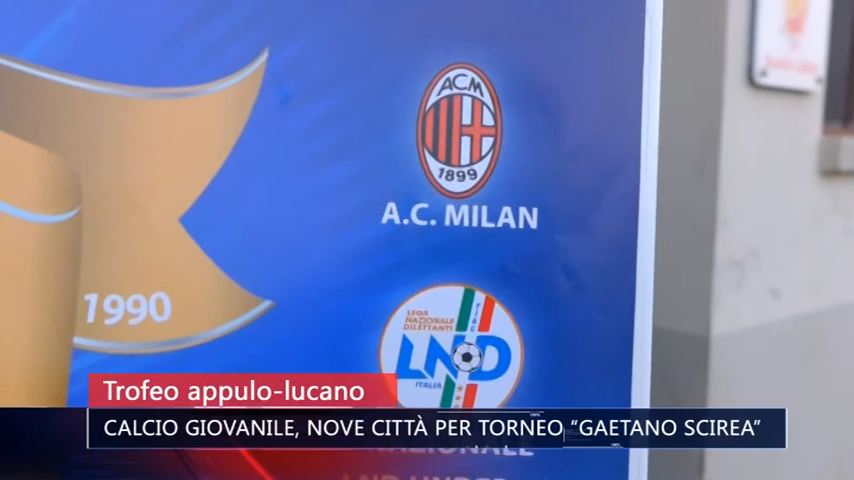 ACM
1899
A.C. MILAN
1990
LEGA
NAZIONALE
DILETTANTI
FIGC
LND
ITALIA
Trofeo appulo-lucano
CALCIO GIOVANILE, NOVE CITTÀ PER TORNEO “GAETANO SCIREA”